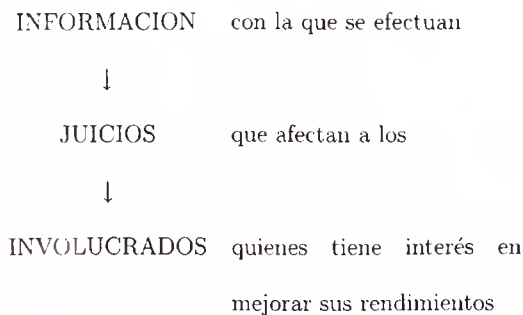 INFORMACION con la que se efectuan
↓
JUICIOS que afectan a los
↓
INVOLUCRADOS quienes tiene interés en
mejorar sus rendimientos